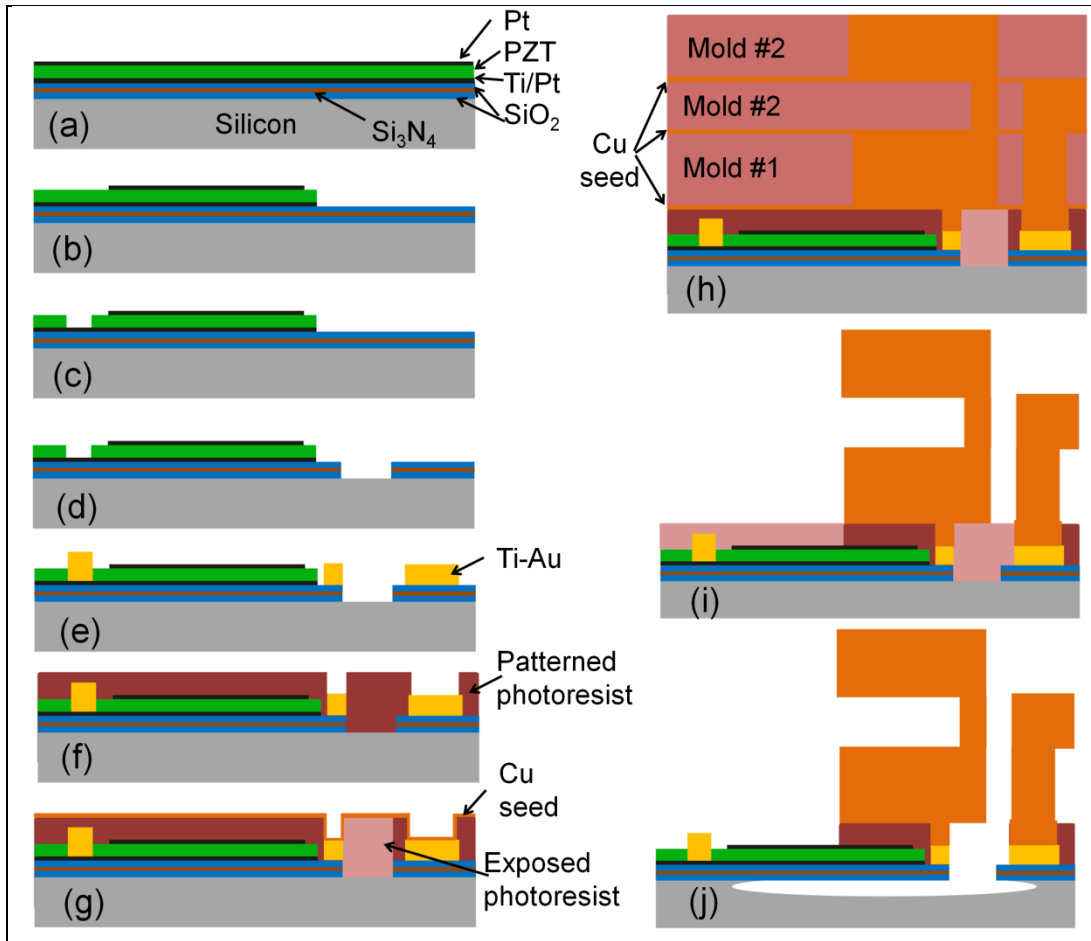 Pt
PZT
Ti/Pt
SiO2
Si3N4
Silicon
(a)
(b)
(c)
(d)
Ti-Au
(e)
Patterned
photoresist
(f)
Cu
seed
Exposed
photoresist
(g)
Mold #2
Mold #2
Cu
seed
Mold #1
(h)
(i)
(j)